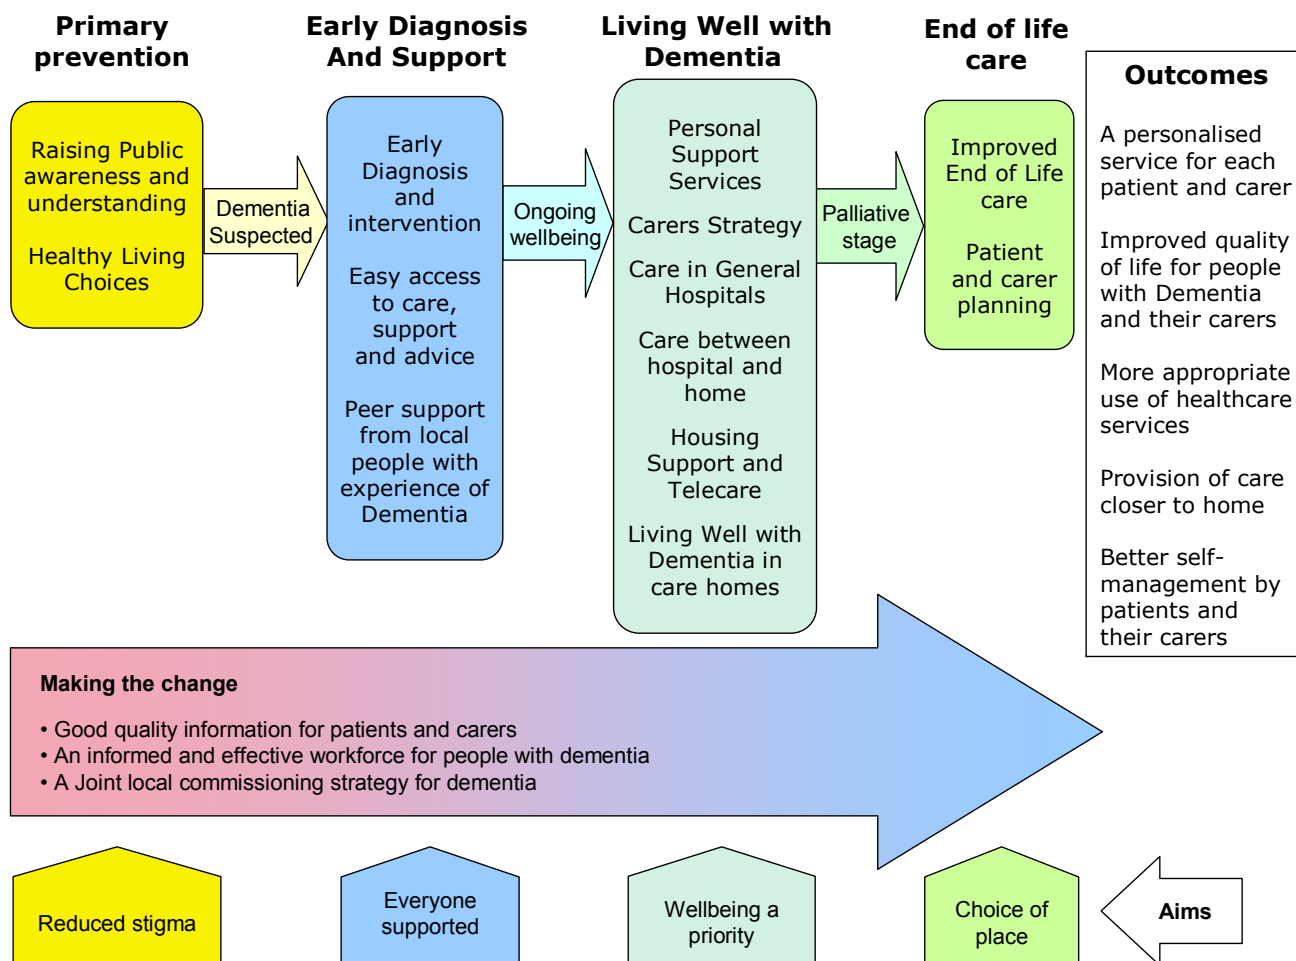 Primary
prevention
Raising Public
awareness and
understanding
Healthy Living
Choices
Dementia
Suspected
Early Diagnosis
And Support
Early
Diagnosis
and
intervention
Easy access
to care,
support
and advice
Peer support
from local
people with
experience of
Dementia
Ongoing
wellbeing
Living Well with
Dementia
Personal
Support
Services
Carers Strategy
Care in General
Hospitals
Care between
hospital and
home
Housing
Support and
Telecare
Living Well with
Dementia in
care homes
Palliative
stage
End of life
care
Improved
End of Life
care
Patient
and carer
planning
Outcomes
A personalised
service for each
patient and carer
Improved quality
of life for people
with Dementia
and their carers
More appropriate
use of healthcare
services
Provision of care
closer to home
Better self-
management by
patients and
their carers
Making the change
• Good quality information for patients and carers
• An informed and effective workforce for people with dementia
• A Joint local commissioning strategy for dementia
Reduced stigma
Everyone
supported
Wellbeing a
priority
Choice of
place
Aims